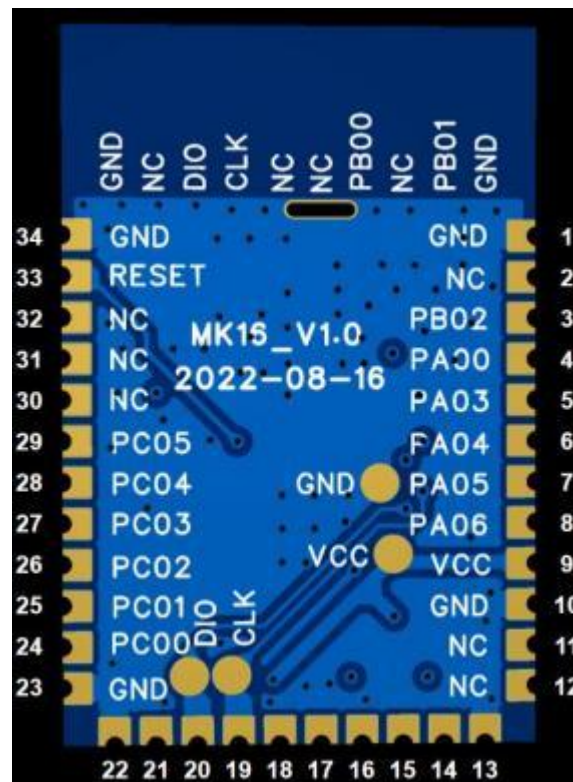 GND NC DIO CLK NC NC PB00 NC PB01 GND
34 GND GND 1
33 RESET NC 2
32 NC PB02 3
MK15_V1.0
31 NC PA00 4
2022-08-16
30 NC PA03 5
29 PC05 PA04 6
28 PC04 GND PA05 7
27 PC03 PA06 8
26 PC02 VCC VCC 9
25 PC01 GND 10
DIO CLK
24 PC00 NC 11
23 GND NC 12
22 21 20 19 18 17 16 15 14 13